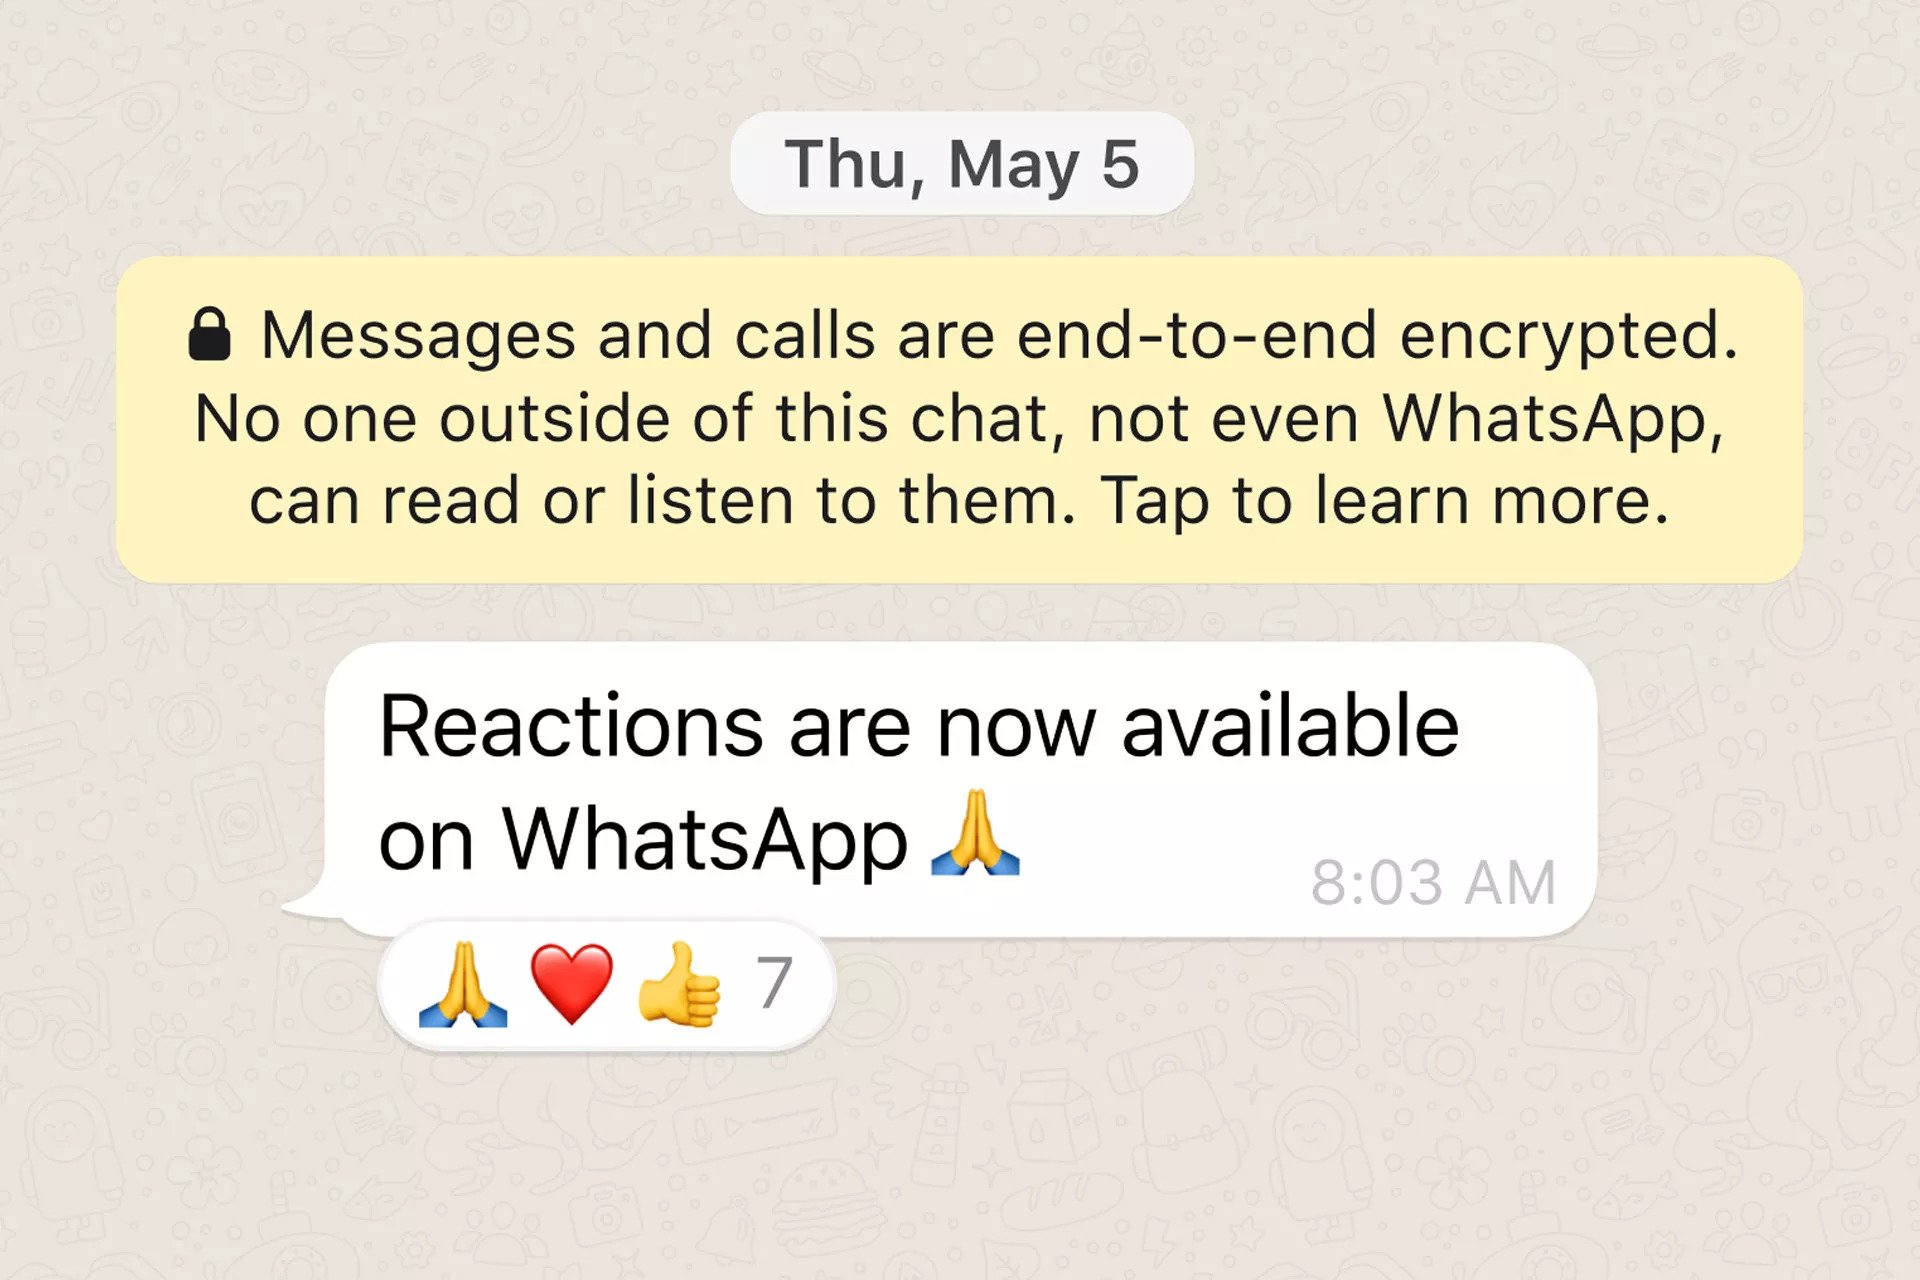 Thu, May 5
🔒 Messages and calls are end-to-end encrypted.
No one outside of this chat, not even WhatsApp,
can read or listen to them. Tap to learn more.
Reactions are now available
on WhatsApp 🙏
8:03 AM
🙏 ❤️ 👍 7